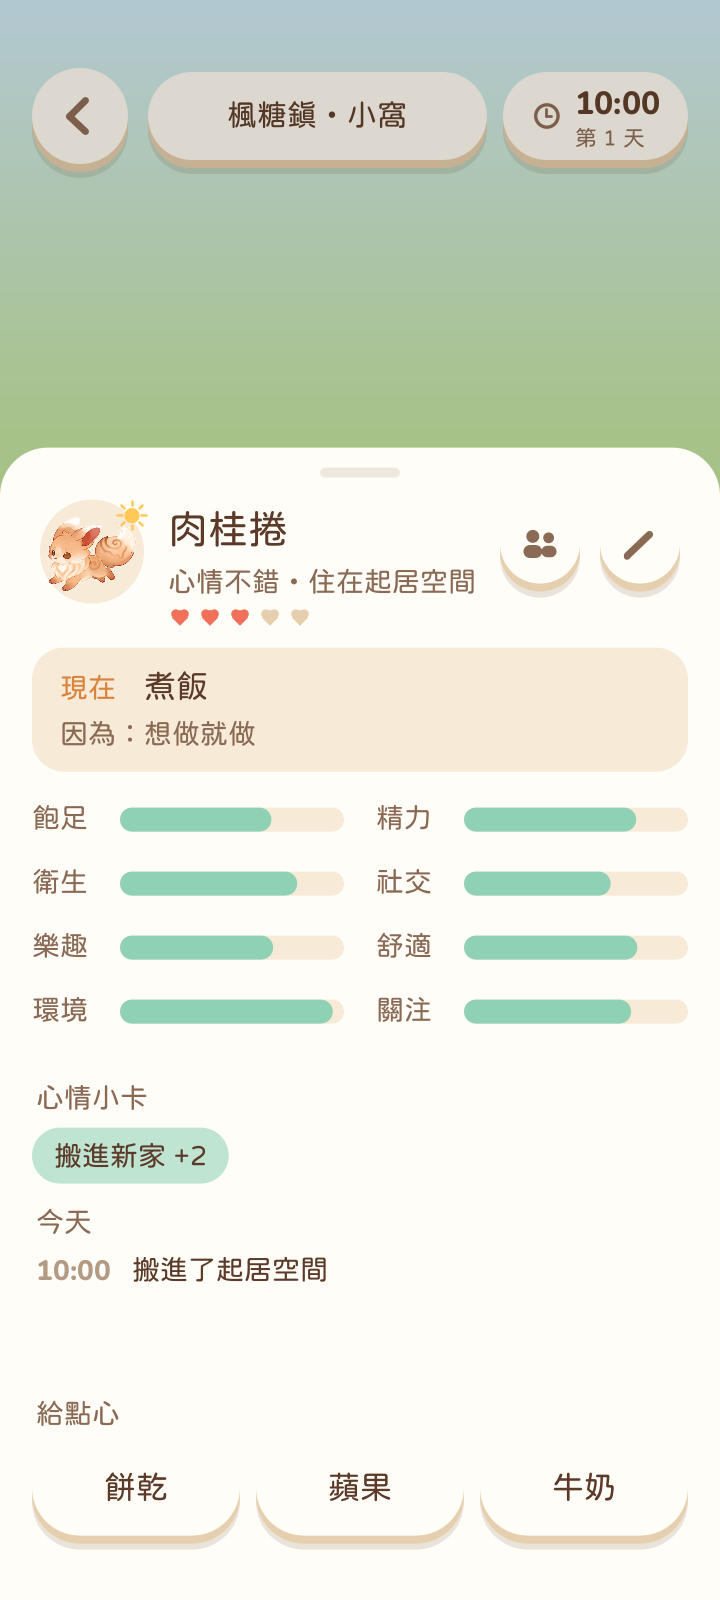 楓糖鎮・小窩
10:00
第 1 天
肉桂捲
心情不錯・住在起居空間
現在 煮飯
因為：想做就做
飽足
精力
衛生
社交
樂趣
舒適
環境
關注
心情小卡
搬進新家 +2
今天
10:00 搬進了起居空間
給點心
餅乾
蘋果
牛奶